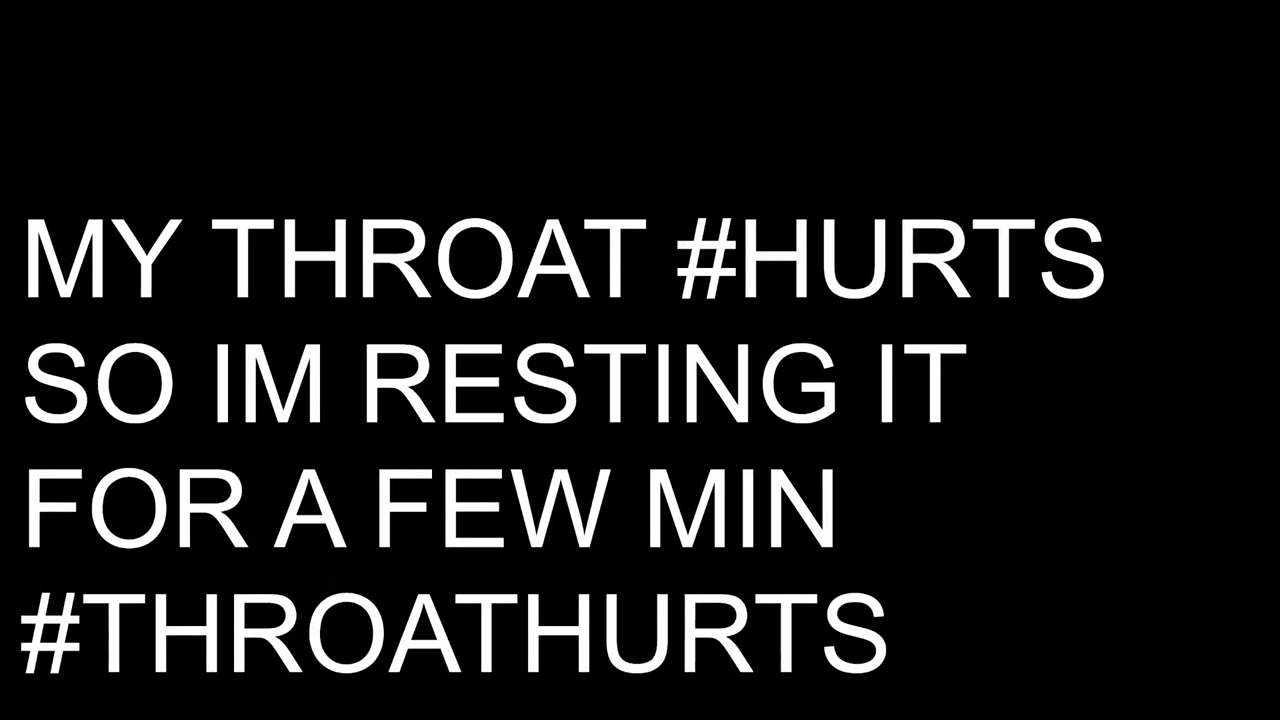 MY THROAT #HURTS
SO IM RESTING IT
FOR A FEW MIN
#THROATHURTS